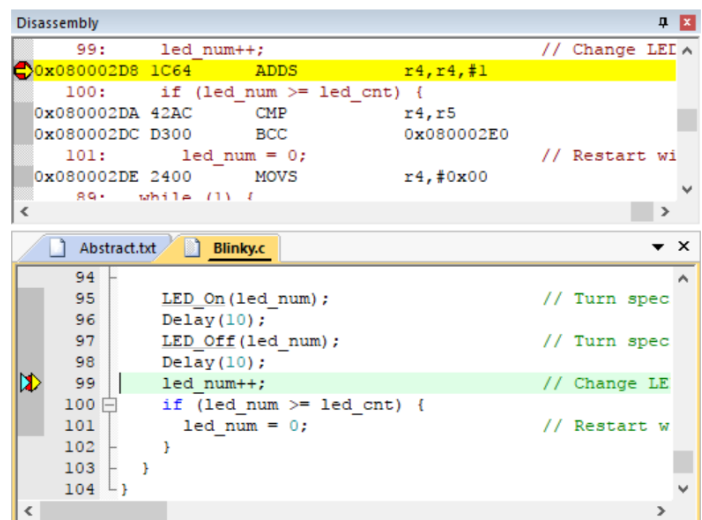 Disassembly
99: led_num++; // Change LED
0x080002D8 1C64 ADDS r4,r4,#1
100: if (led_num >= led_cnt) {
0x080002DA 42AC CMP r4,r5
0x080002DC D300 BCC 0x080002E0
101: led_num = 0; // Restart wi
0x080002DE 2400 MOVS r4,#0x00
89: while (1) {
Abstract.txt Blinky.c
94
95 LED_On(led_num); // Turn spec
96 Delay(10);
97 LED_Off(led_num); // Turn spec
98 Delay(10);
99 led_num++; // Change LE
100 if (led_num >= led_cnt) {
101 led_num = 0; // Restart w
102 }
103 }
104 }